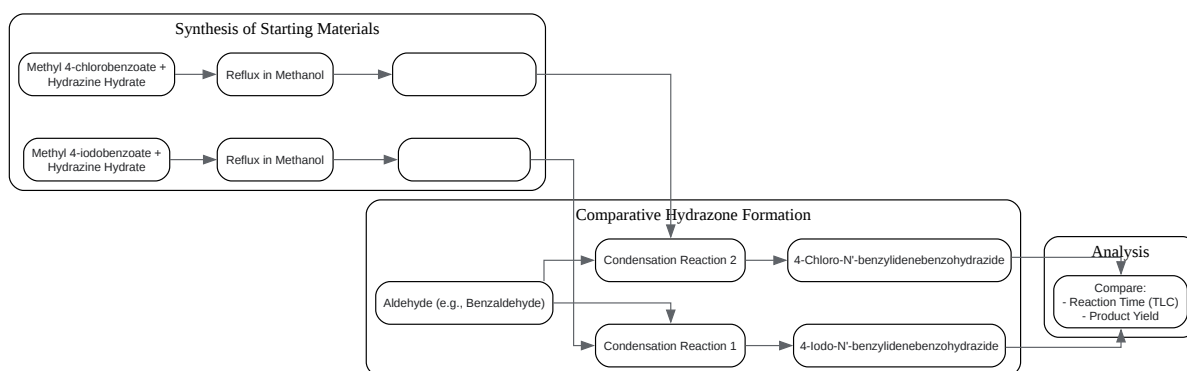 Synthesis of Starting Materials
Methyl 4-chlorobenzoate +
Hydrazine Hydrate
Reflux in Methanol
Methyl 4-iodobenzoate +
Hydrazine Hydrate
Reflux in Methanol
Comparative Hydrazone Formation
Condensation Reaction 2
4-Chloro-N'-benzylidenebenzohydrazide
Aldehyde (e.g., Benzaldehyde)
Condensation Reaction 1
4-Iodo-N'-benzylidenebenzohydrazide
Analysis
Compare:
- Reaction Time (TLC)
- Product Yield